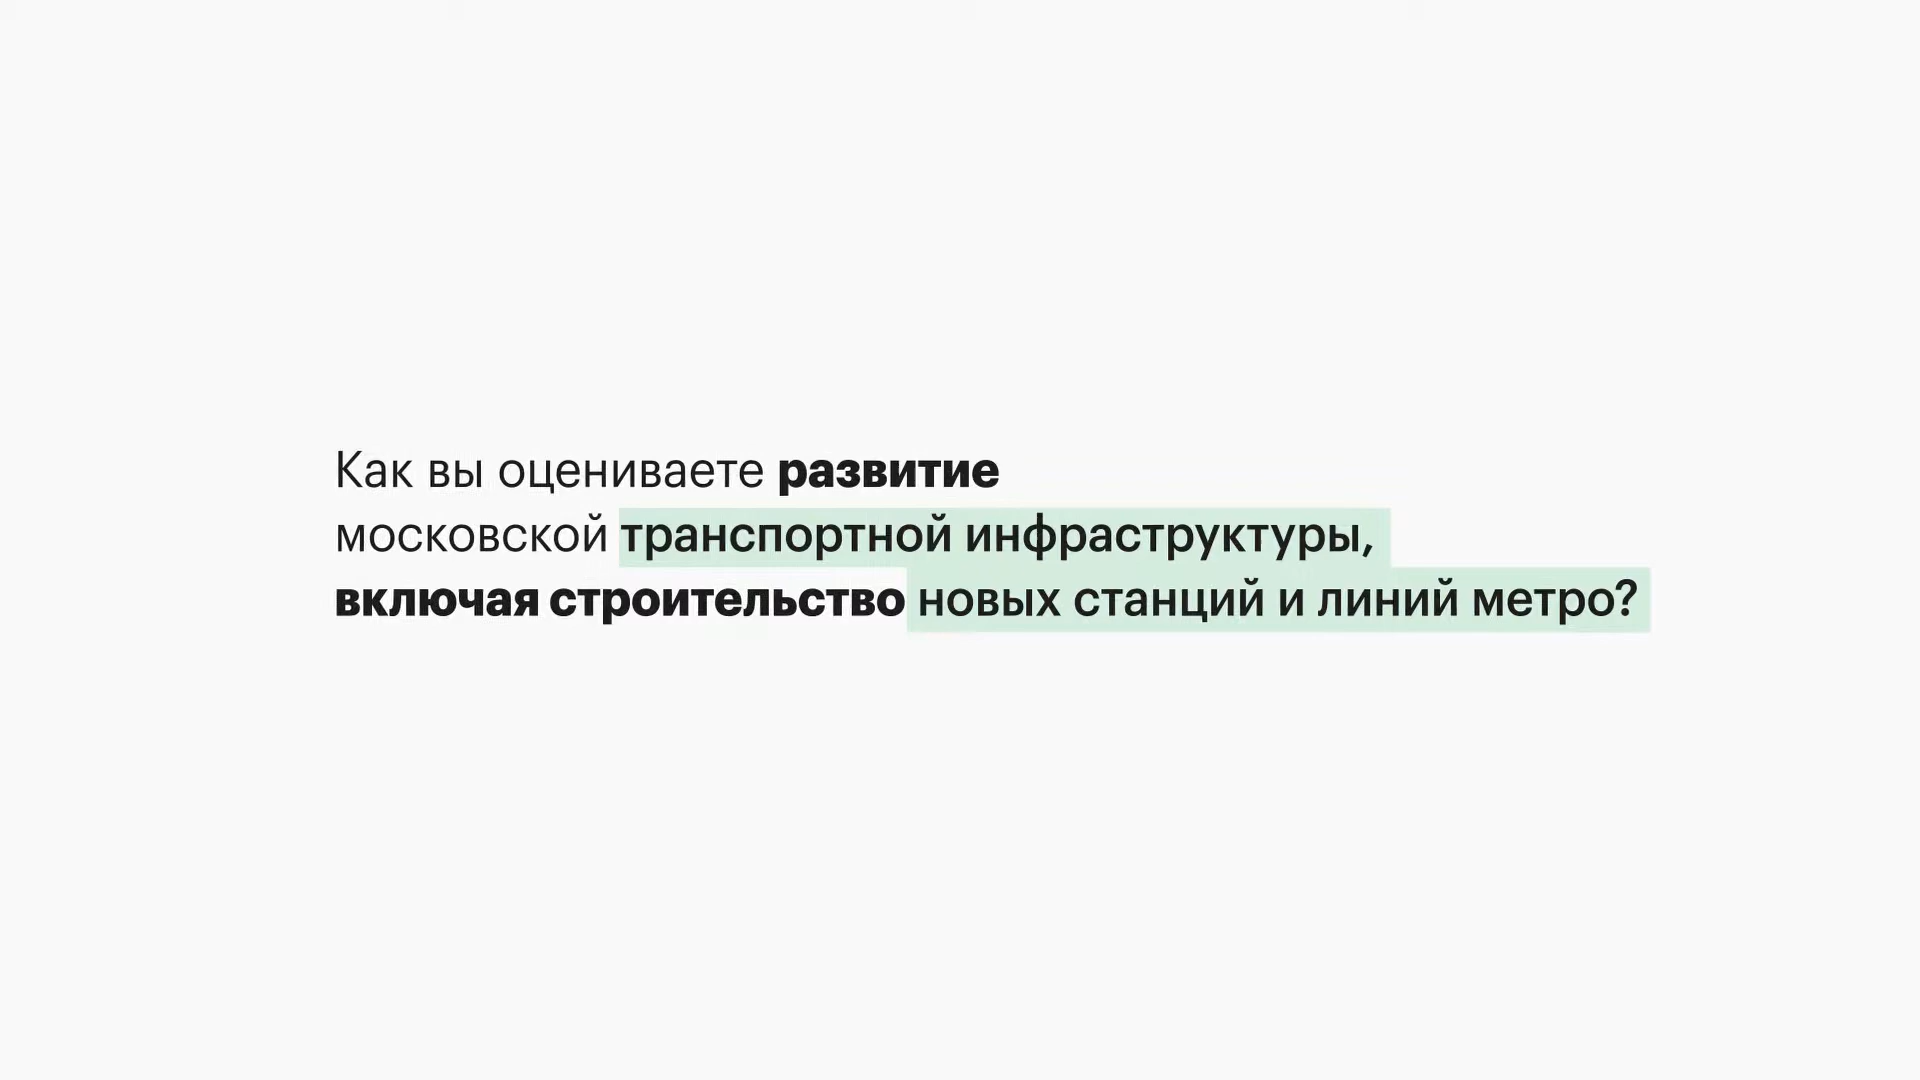 Как вы оцениваете развитие
московской транспортной инфраструктуры,
включая строительство новых станций и линий метро?